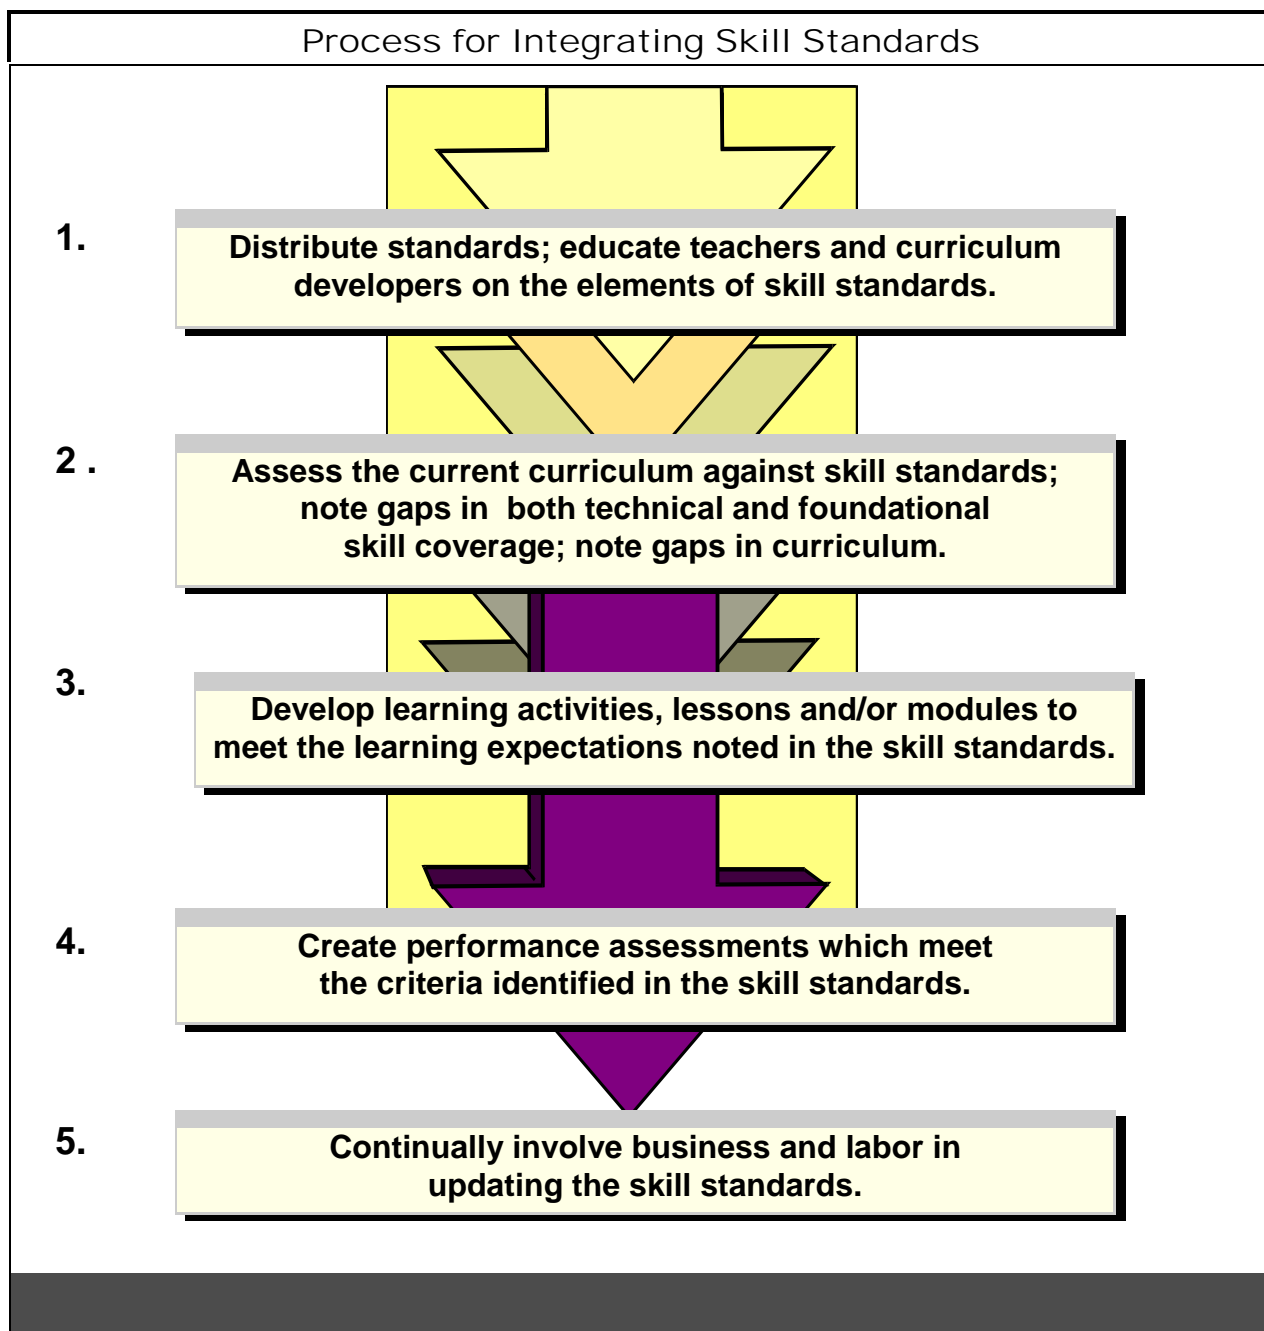 Process for Integrating Skill Standards
1.
Distribute standards; educate teachers and curriculum
developers on the elements of skill standards.
2 .
Assess the current curriculum against skill standards;
note gaps in  both technical and foundational
skill coverage; note gaps in curriculum.
3.
Develop learning activities, lessons and/or modules to
meet the learning expectations noted in the skill standards.
4.
Create performance assessments which meet
the criteria identified in the skill standards.
5.
Continually involve business and labor in
updating the skill standards.